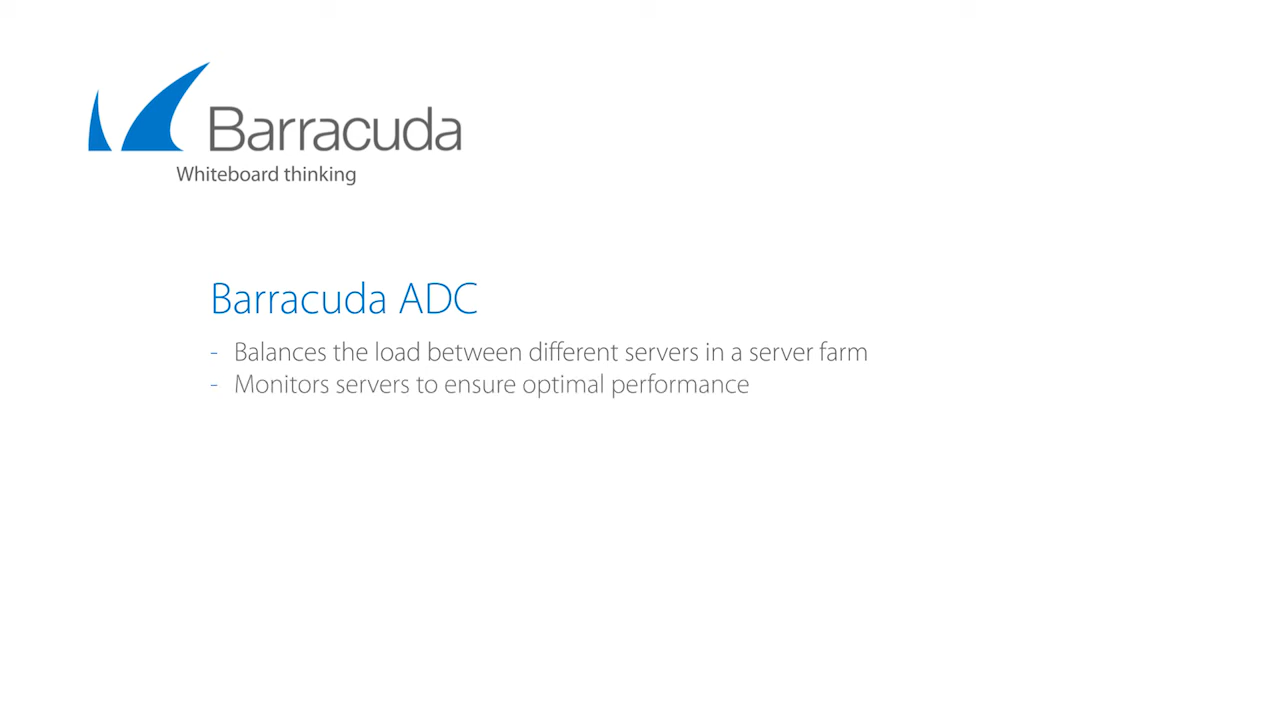 Barracuda
Whiteboard thinking
Barracuda ADC
- Balances the load between different servers in a server farm
- Monitors servers to ensure optimal performance